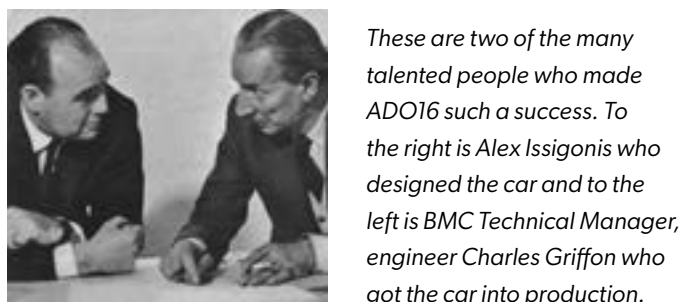 These are two of the many
talented people who made
ADO16 such a success. To
the right is Alex Issigonis who
designed the car and to the
left is BMC Technical Manager,
engineer Charles Griffon who
got the car into production.